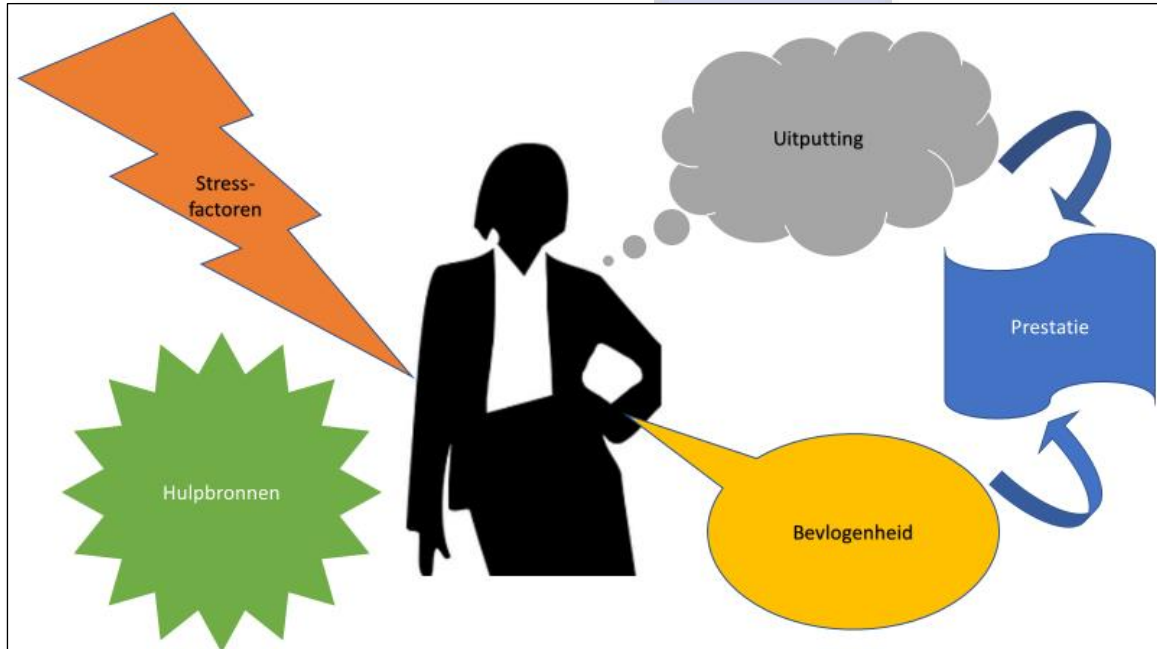 Uitputting
Stress-
factoren
Prestatie
Hulpbronnen
Bevlogenheid